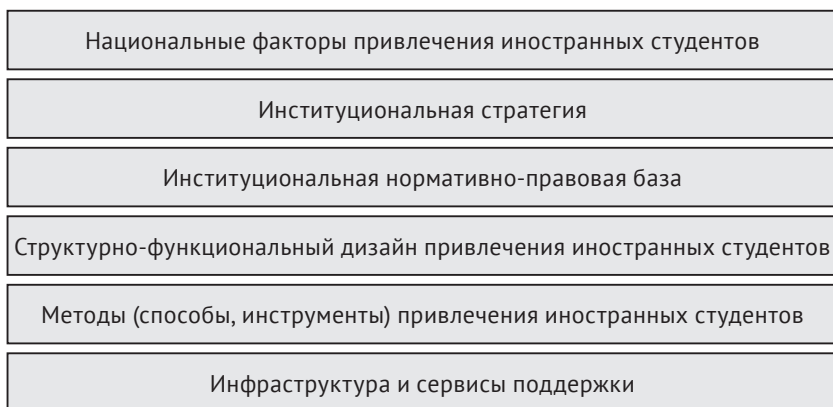 Национальные факторы привлечения иностранных студентов
Институциональная стратегия
Институциональная нормативно-правовая база
Структурно-функциональный дизайн привлечения иностранных студентов
Методы (способы, инструменты) привлечения иностранных студентов
Инфраструктура и сервисы поддержки